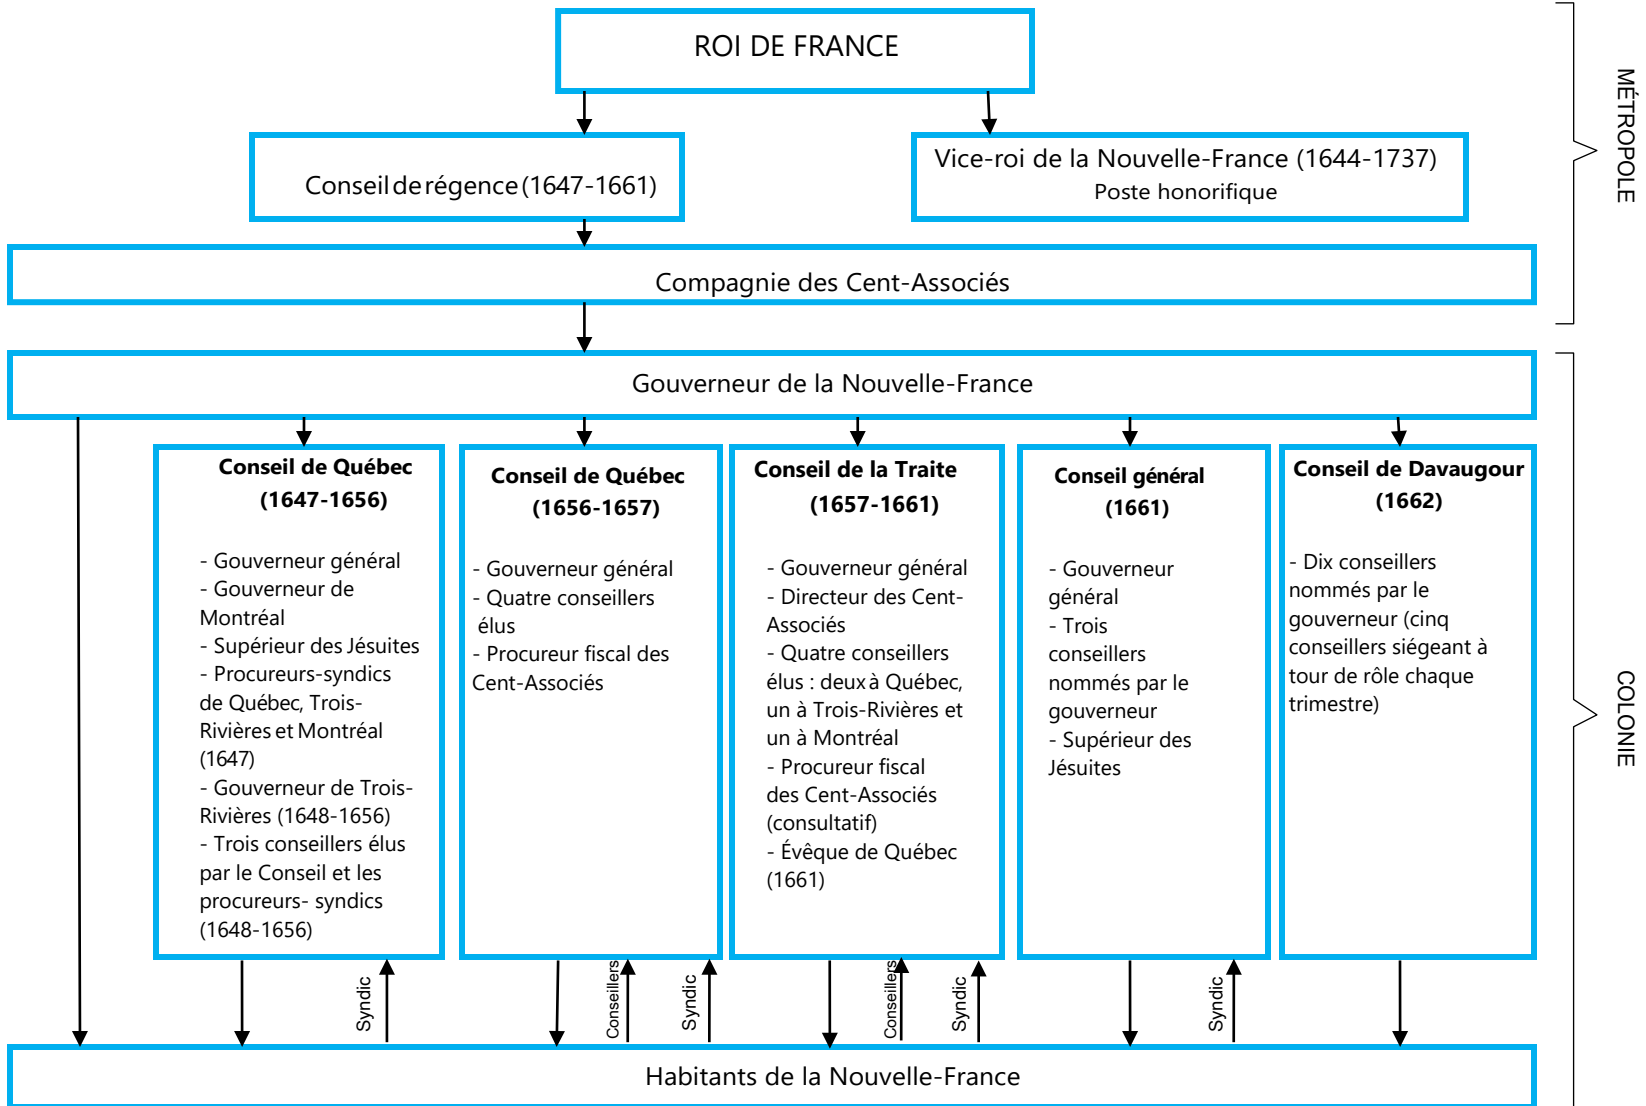 ROI DE FRANCE
Conseil de régence (1647-1661)
Vice-roi de la Nouvelle-France (1644-1737)
Poste honorifique
Compagnie des Cent-Associés
MÉTROPOLE
Gouverneur de la Nouvelle-France
Conseil de Québec
(1647-1656)
- Gouverneur général
- Gouverneur de
Montréal
- Supérieur des Jésuites
- Procureurs-syndics
de Québec, Trois-
Rivières et Montréal
(1647)
- Gouverneur de Trois-
Rivières (1648-1656)
- Trois conseillers élus
par le Conseil et les
procureurs- syndics
(1648-1656)
Conseil de Québec
(1656-1657)
- Gouverneur général
- Quatre conseillers
élus
- Procureur fiscal des
Cent-Associés
Conseil de la Traite
(1657-1661)
- Gouverneur général
- Directeur des Cent-
Associés
- Quatre conseillers
élus : deux à Québec,
un à Trois-Rivières et
un à Montréal
- Procureur fiscal
des Cent-Associés
(consultatif)
- Évêque de Québec
(1661)
Conseil général
(1661)
- Gouverneur
général
- Trois
conseillers
nommés par le
gouverneur
- Supérieur des
Jésuites
Conseil de Davaugour
(1662)
- Dix conseillers
nommés par le
gouverneur (cinq
conseillers siégeant à
tour de rôle chaque
trimestre)
COLONIE
Syndic
Conseillers
Syndic
Conseillers
Syndic
Syndic
Habitants de la Nouvelle-France